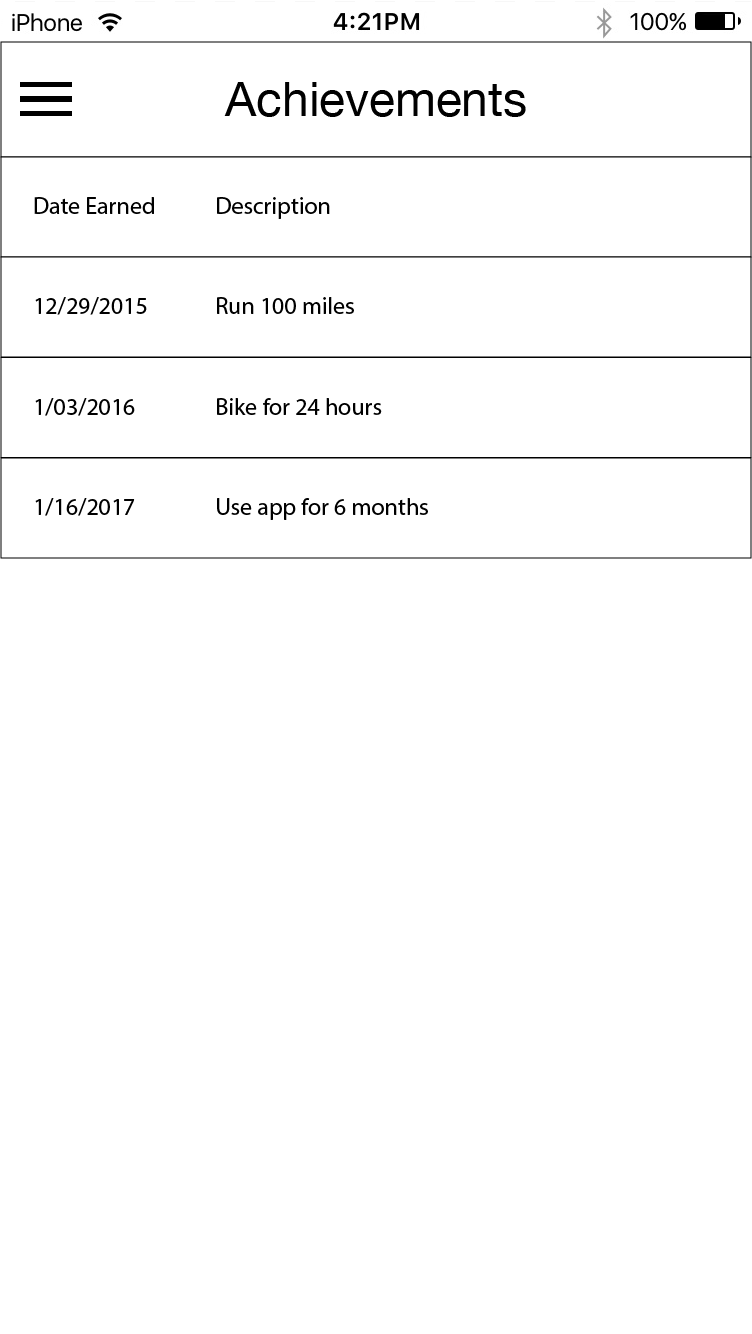 iPhone 4:21PM 100%
Achievements
Date Earned Description
12/29/2015 Run 100 miles
1/03/2016 Bike for 24 hours
1/16/2017 Use app for 6 months